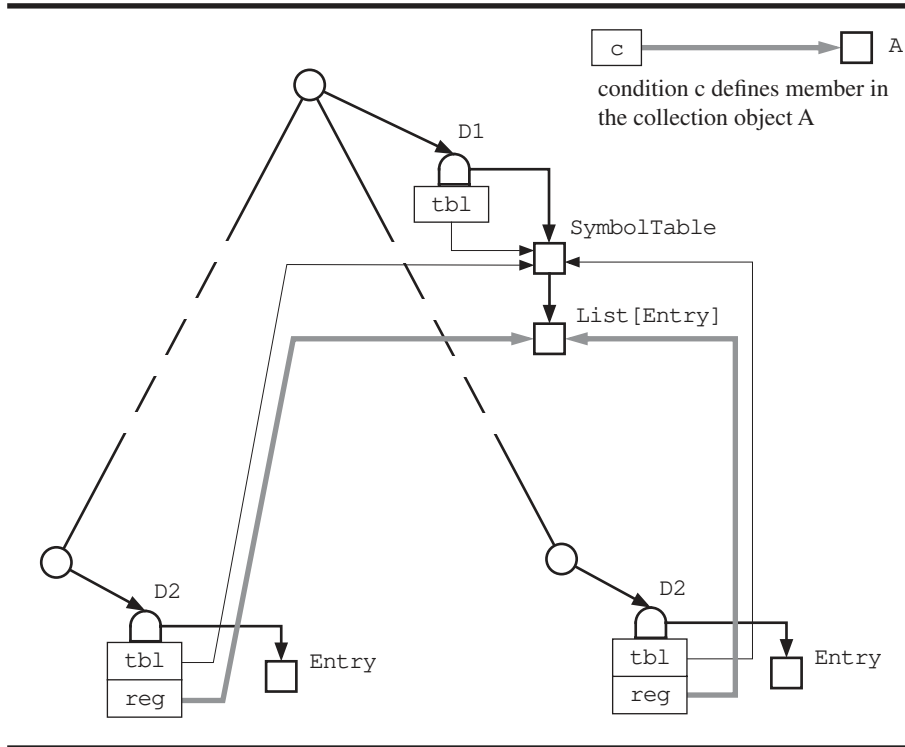 c
A
condition c defines member in
the collection object A
D1
tbl
SymbolTable
List[Entry]
D2
tbl
reg
Entry
D2
tbl
reg
Entry